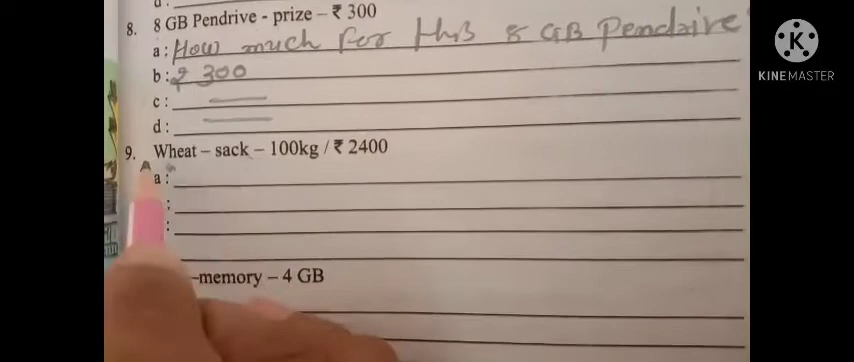 8. 8 GB Pendrive - prize – ₹ 300
a : How much for this 8 GB Pendrive
b : ₹ 300
c :
d :
9. Wheat – sack – 100kg / ₹ 2400
a :
:
:
–memory – 4 GB
K
KINEMASTER